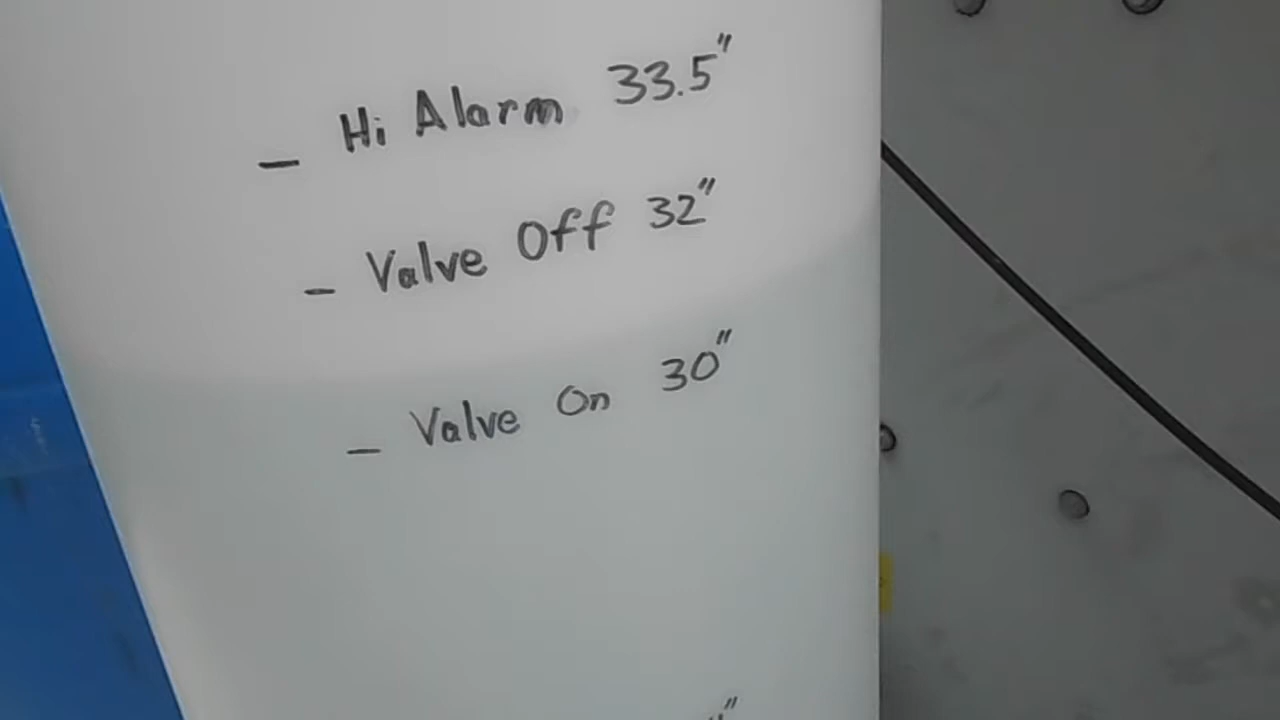 - Hi Alarm 33.5"
- Valve Off 32"
- Valve On 30"